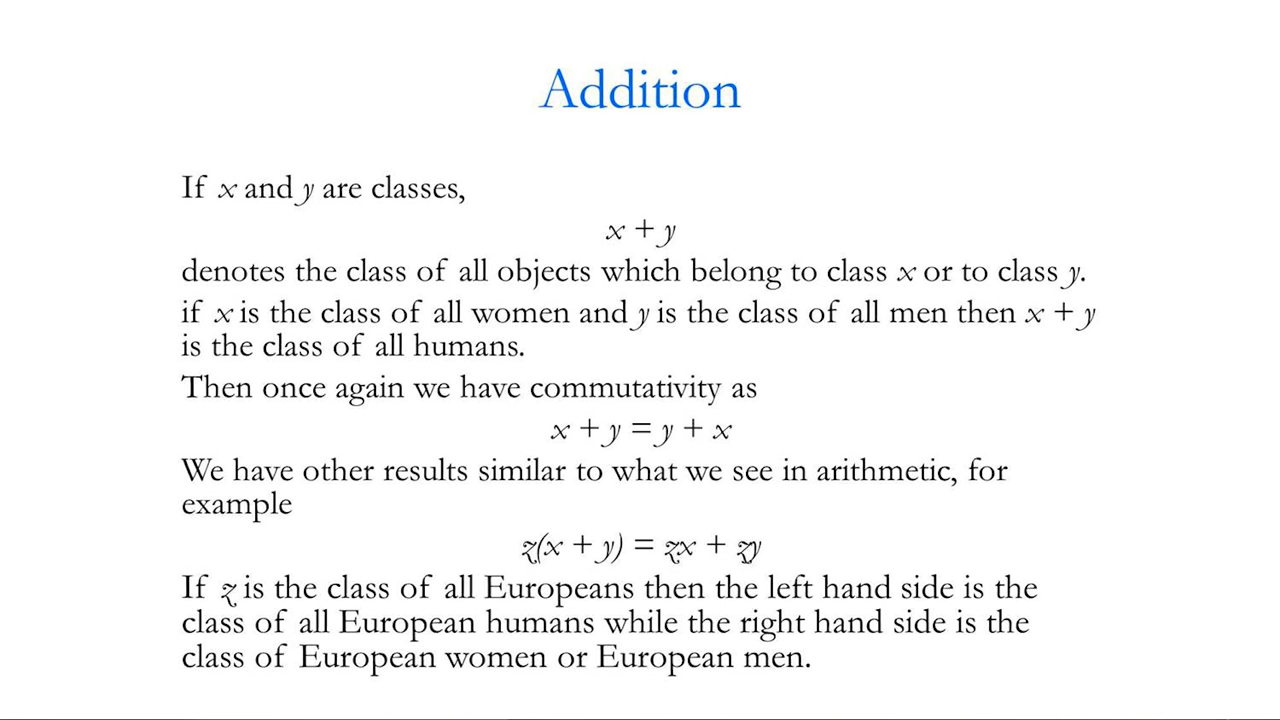 Addition
If x and y are classes,
x + y
denotes the class of all objects which belong to class x or to class y.
if x is the class of all women and y is the class of all men then x + y
is the class of all humans.
Then once again we have commutativity as
x + y = y + x
We have other results similar to what we see in arithmetic, for
example
z(x + y) = zx + zy
If z is the class of all Europeans then the left hand side is the
class of all European humans while the right hand side is the
class of European women or European men.